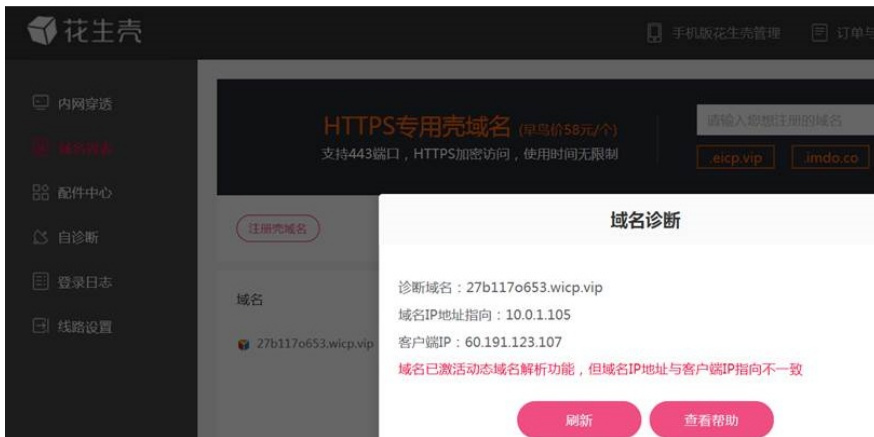 花生壳
手机版花生壳管理
订单与
内网穿透
配件中心
自诊断
登录日志
线路设置
HTTPS专用壳域名 (早鸟价58元/个)
支持443端口，HTTPS加密访问，使用时间无限制
请输入您想注册的域名
.eicp.vip
.imdo.co
注册壳域名
域名
27b117o653.wicp.vip
域名诊断
诊断域名：27b117o653.wicp.vip
域名IP地址指向：10.0.1.105
客户端IP：60.191.123.107
域名已激活动态域名解析功能，但域名IP地址与客户端IP指向不一致
刷新
查看帮助